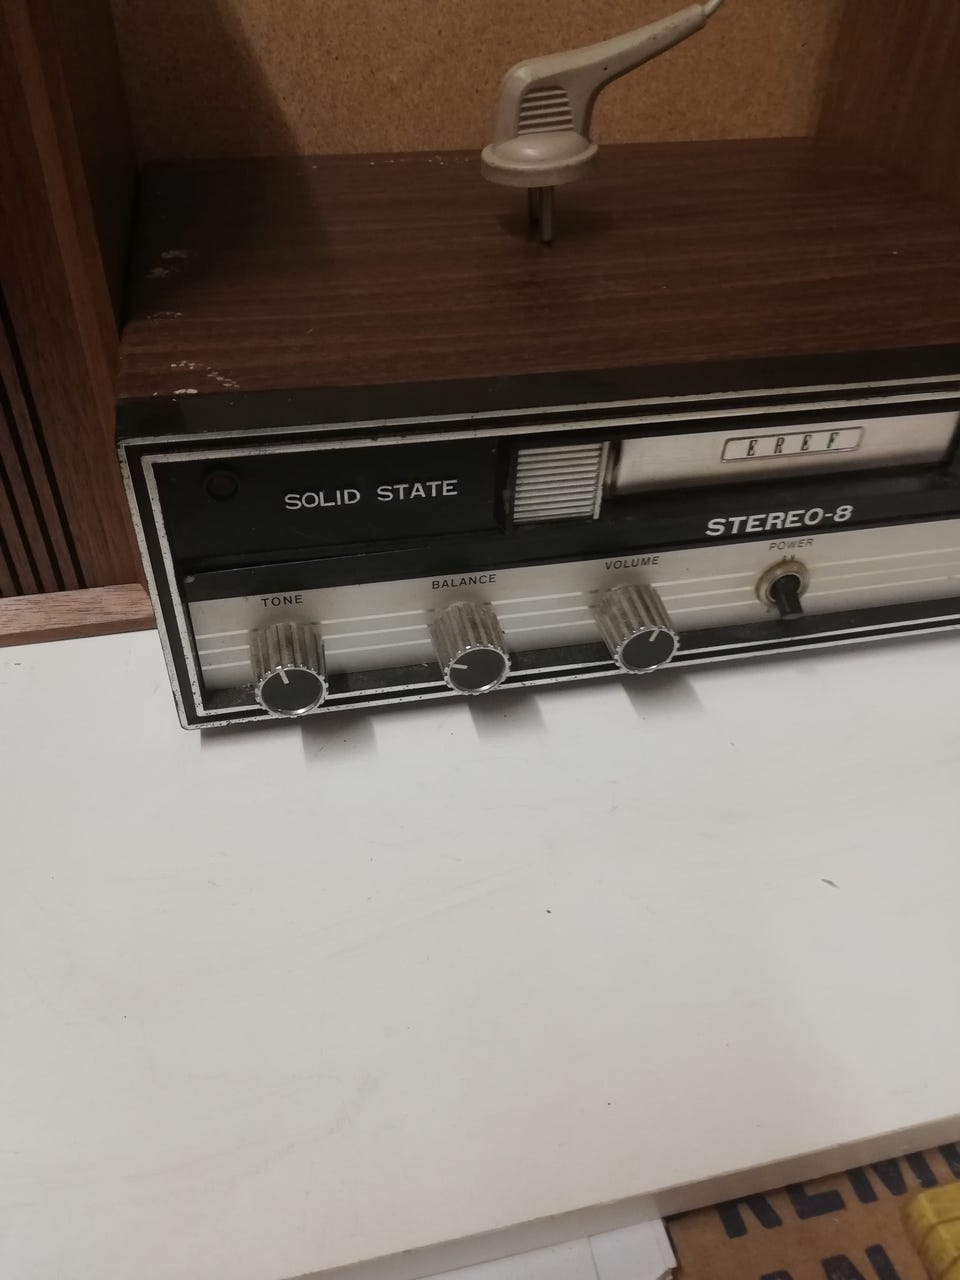 SOLID STATE
EREF
STEREO-8
TONE
BALANCE
VOLUME
POWER